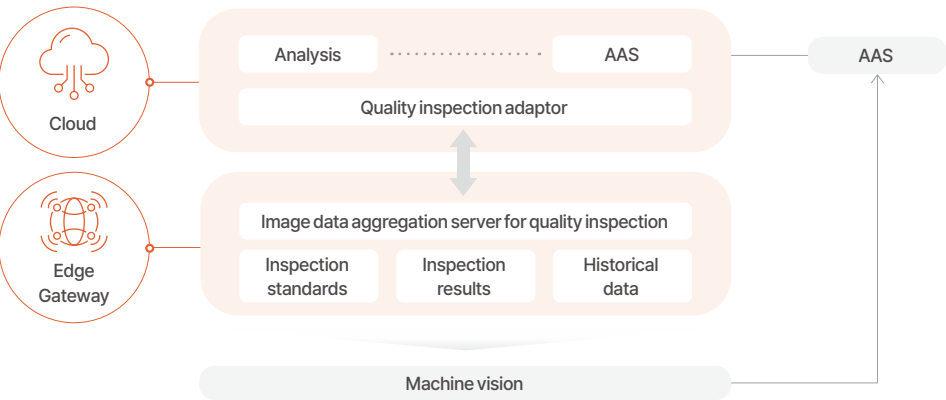 Cloud
Analysis
AAS
Quality inspection adaptor
AAS
Edge
Gateway
Image data aggregation server for quality inspection
Inspection
standards
Inspection
results
Historical
data
Machine vision